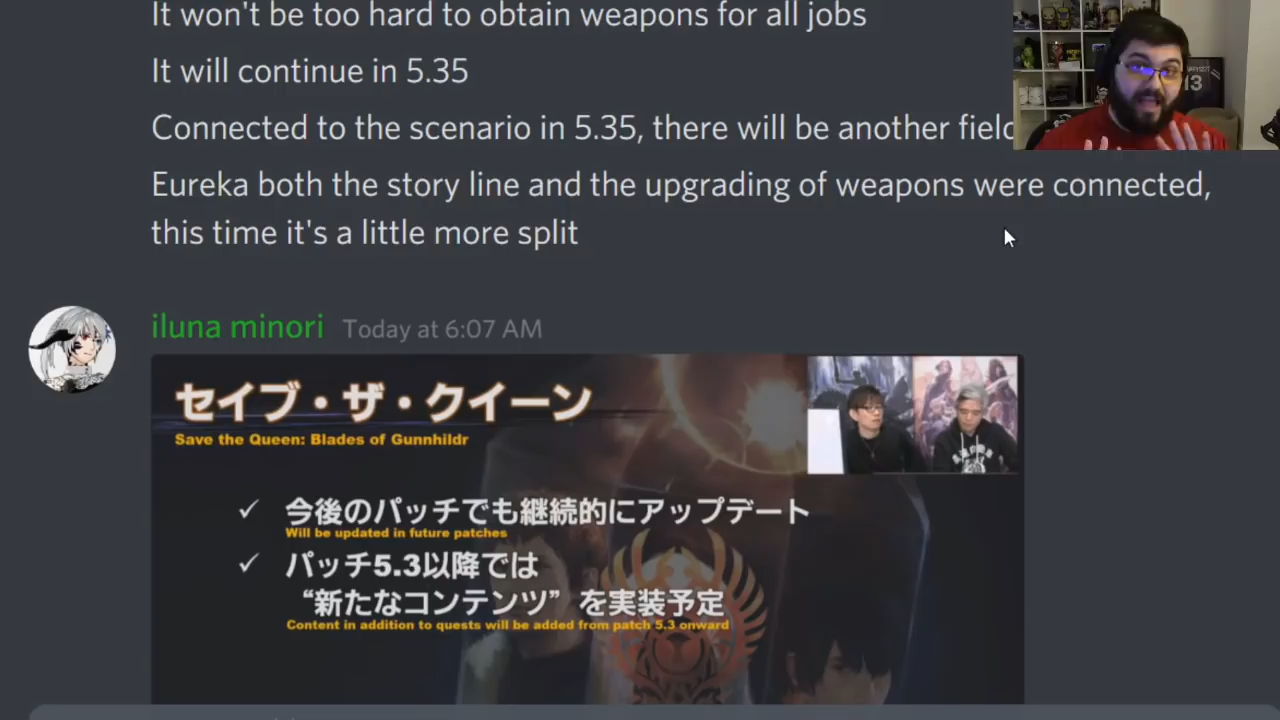 It won't be too hard to obtain weapons for all jobs
It will continue in 5.35
Connected to the scenario in 5.35, there will be another
Eureka both the story line and the upgrading of weapons were connected,
this time it's a little more split
iluna minori Today at 6:07 AM
セイブ・ザ・クイーン
Save the Queen: Blades of Gunnhildr
✓ 今後のパッチでも継続的にアップデート
Will be updated in future patches
✓ パッチ5.3以降では
“新たなコンテンツ”を実装予定
Content in addition to quests will be added from patch 5.3 onward
13